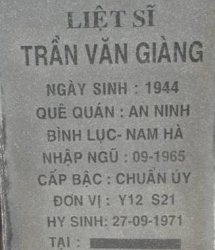 LIỆT SĨ
TRẦN VĂN GIÀNG
NGÀY SINH : 1944
QUÊ QUÁN : AN NINH
BÌNH LỤC- NAM HÀ
NHẬP NGŨ : 09-1965
CẤP BẬC : CHUẨN ÚY
ĐƠN VỊ : Y12 S21
HY SINH: 27-09-1971
TẠI :